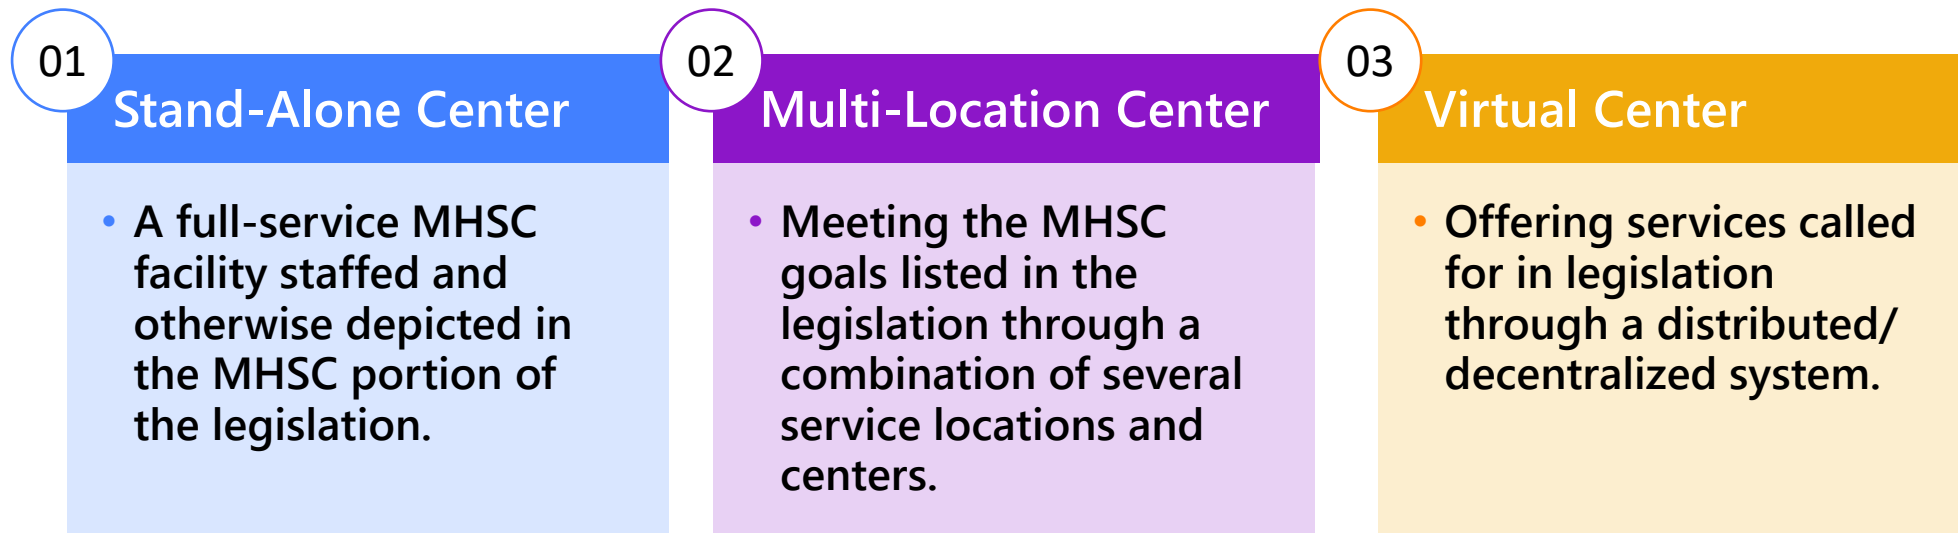 01
Stand-Alone Center
• A full-service MHSC
facility staffed and
otherwise depicted in
the MHSC portion of
the legislation.
02
Multi-Location Center
• Meeting the MHSC
goals listed in the
legislation through a
combination of several
service locations and
centers.
03
Virtual Center
• Offering services called
for in legislation
through a distributed/
decentralized system.